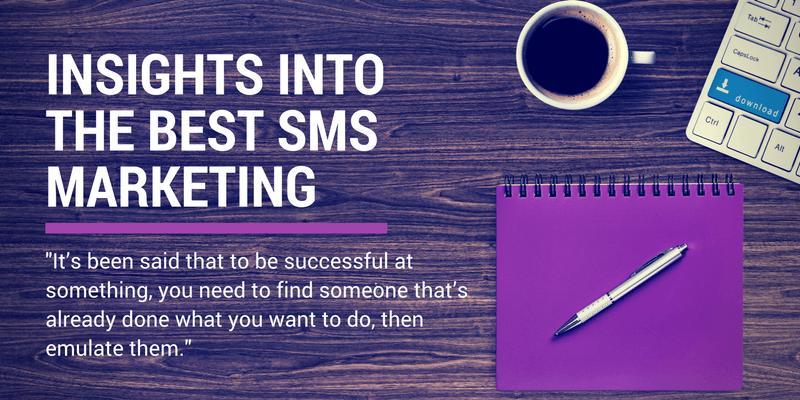 INSIGHTS INTO
THE BEST SMS
MARKETING
"It's been said that to be successful at
something, you need to find someone that's
already done what you want to do, then
emulate them."
Tab
CapsLock
A
download
Ctrl
Alt